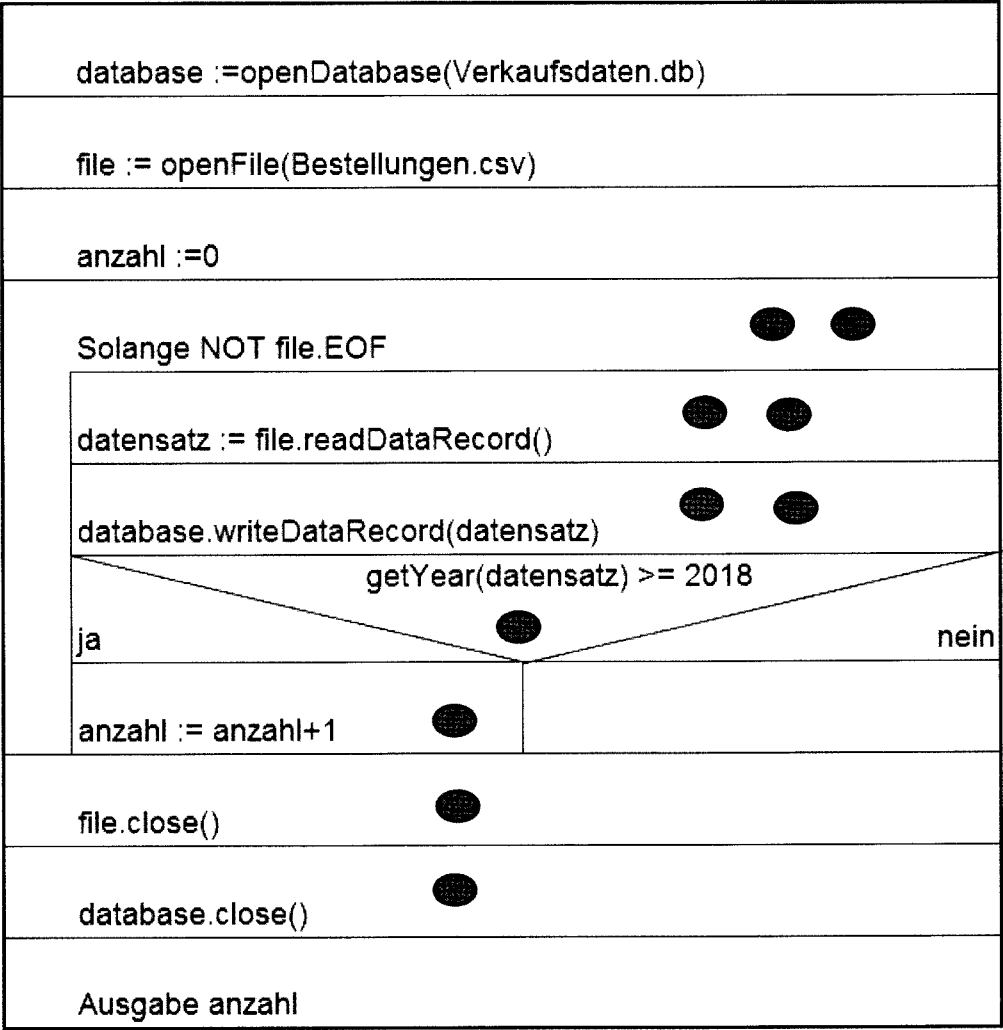 database :=openDatabase(Verkaufsdaten.db)
file := openFile(Bestellungen.csv)
anzahl :=0
Solange NOT file.EOF
datensatz := file.readDataRecord()
database.writeDataRecord(datensatz)
getYear(datensatz) >= 2018
ja
nein
anzahl := anzahl+1
file.close()
database.close()
Ausgabe anzahl